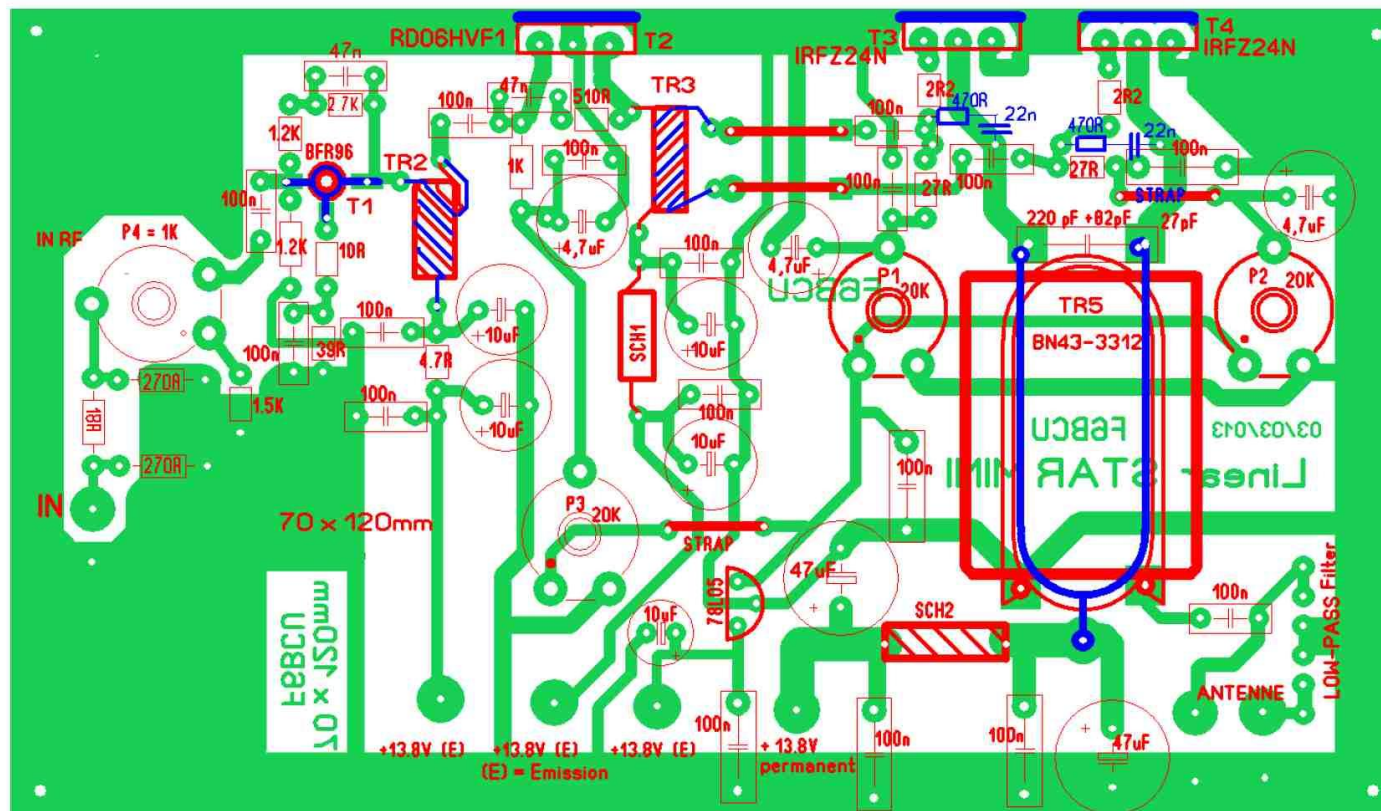 RD06HVF1
T2
T3
T4
IRFZ24N
IRFZ24N
47n
2.7K
1.2K
BFR96
T1
TR2
100n
47n
510R
TR3
1K
100n
4,7uF
100n
2R2
470R
22n
2R2
470R
22n
100n
100n
27R
100n
27R
STRAP
4,7uF
220 pF +82pF
27pF
IN RF
P4 = 1K
100n
1.2K
10R
100n
39R
100n
4.7R
10uF
100n
10uF
270R
18R
270R
1.5K
IN
100n
4,7uF
F6BCU
SCH1
10uF
100n
10uF
P1
20K
TR5
BN43-3312
P2
20K
F6BCU
03/03/013
Linear STAR MINI
100n
70 x 120mm
P3
20K
STRAP
47uF
78L05
10uF
SCH2
100n
LOW-PASS Filter
ANTENNE
F6BCU
70 x 120mm
100n
100n
100n
47uF
+13.8V (E)
+13.8V (E)
+13.8V (E)
+ 13.8V
permanent
(E) = Emission